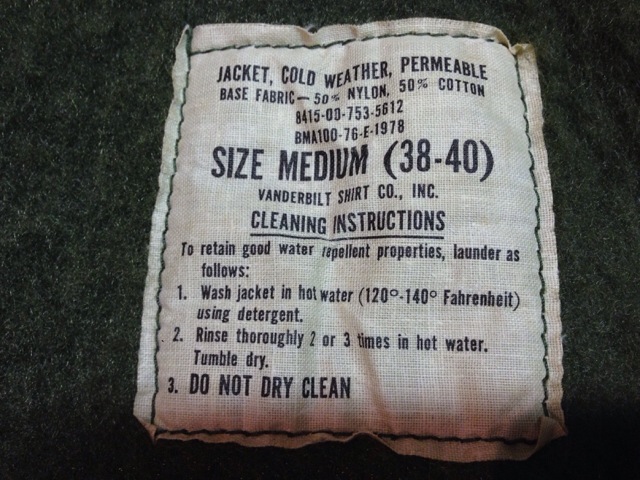 JACKET, COLD WEATHER, PERMEABLE
BASE FABRIC — 50% NYLON, 50% COTTON
8415-00-753-5612
BMA100-76-E-1978
SIZE MEDIUM (38-40)
VANDERBILT SHIRT CO., INC.
CLEANING INSTRUCTIONS
To retain good water repellent properties, launder as
follows:
1. Wash jacket in hot water (120°-140° Fahrenheit)
using detergent.
2. Rinse thoroughly 2 or 3 times in hot water.
Tumble dry.
3. DO NOT DRY CLEAN